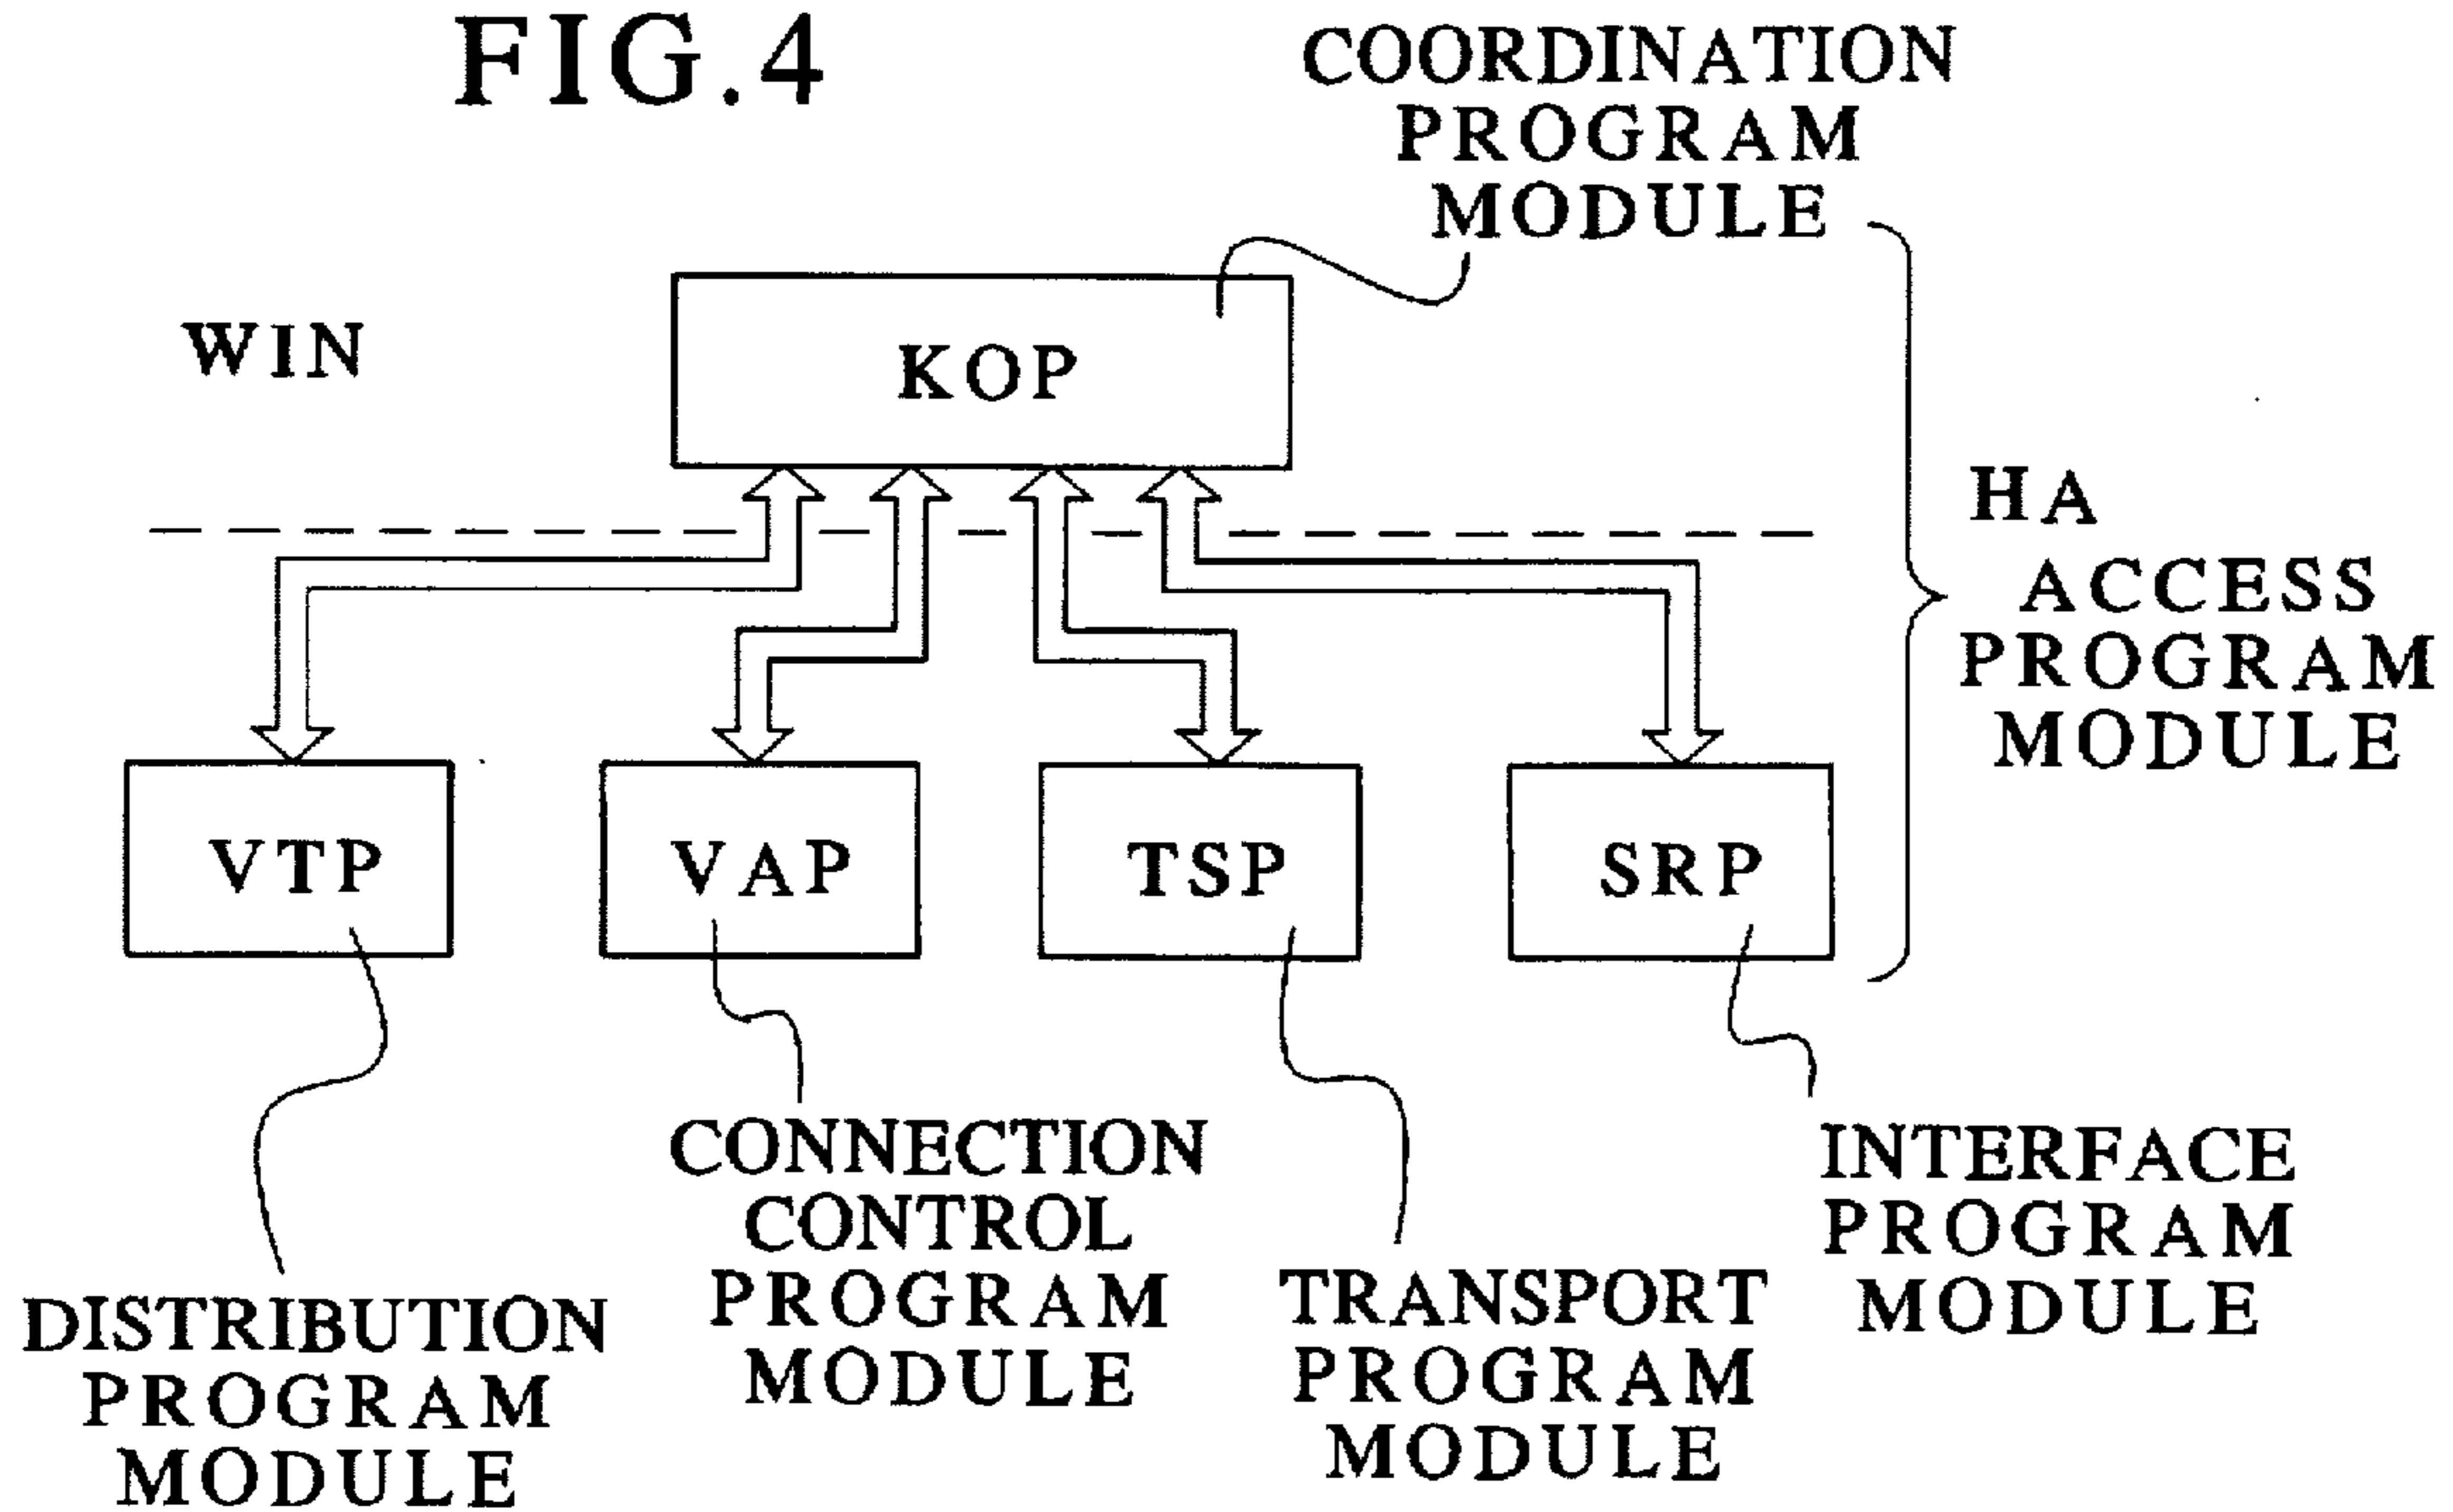 FIG.4
COORDINATION
PROGRAM
MODULE
WIN
KOP
HA
ACCESS
PROGRAM
MODULE
VTP
VAP
TSP
SRP
CONNECTION
CONTROL
PROGRAM
MODULE
INTERFACE
PROGRAM
MODULE
DISTRIBUTION
PROGRAM
MODULE
TRANSPORT
PROGRAM
MODULE